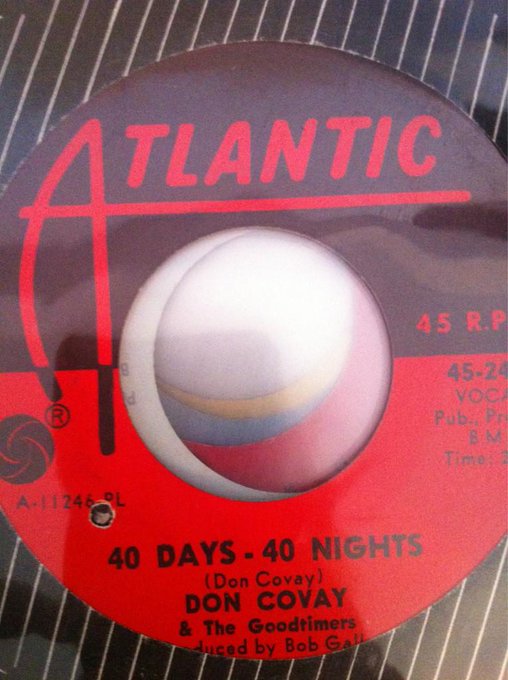 ATLANTIC
45 R.P
45-24
VOCA
Pub., Pro
B M
Time: 2
®
A-11246-PL
40 DAYS - 40 NIGHTS
(Don Covay)
DON COVAY
& The Goodtimers
duced by Bob Gall